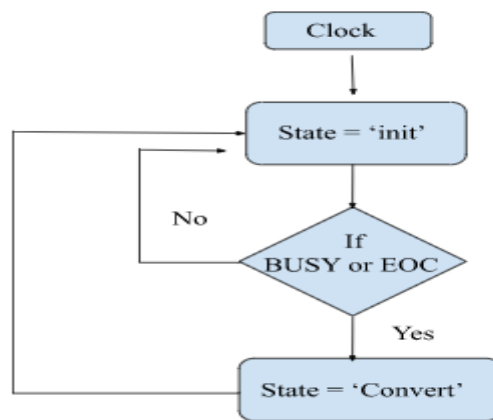 Clock
State = ‘init’
If
BUSY or EOC
No
Yes
State = ‘Convert’